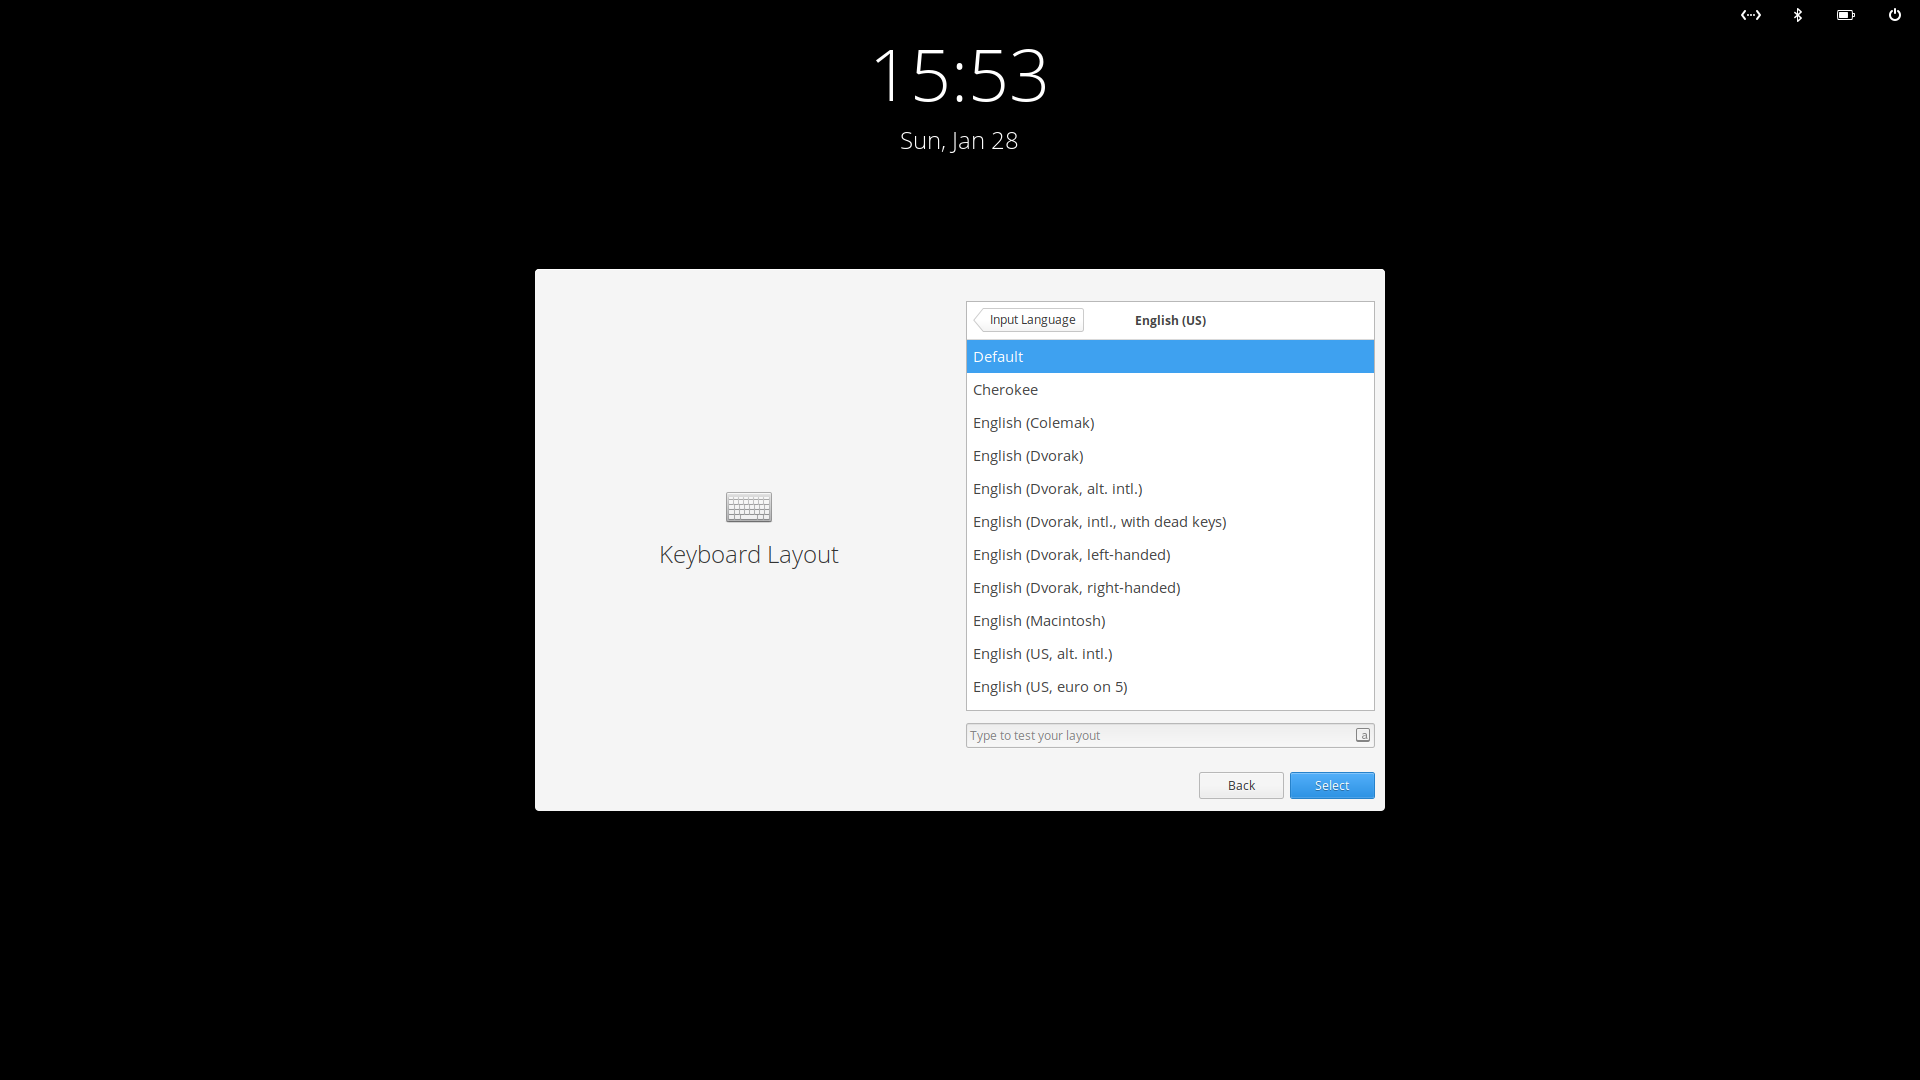 15:53
Sun, Jan 28
Input Language
English (US)
Default
Cherokee
English (Colemak)
English (Dvorak)
English (Dvorak, alt. intl.)
English (Dvorak, intl., with dead keys)
English (Dvorak, left-handed)
English (Dvorak, right-handed)
English (Macintosh)
English (US, alt. intl.)
English (US, euro on 5)
Keyboard Layout
Type to test your layout
a
Back
Select